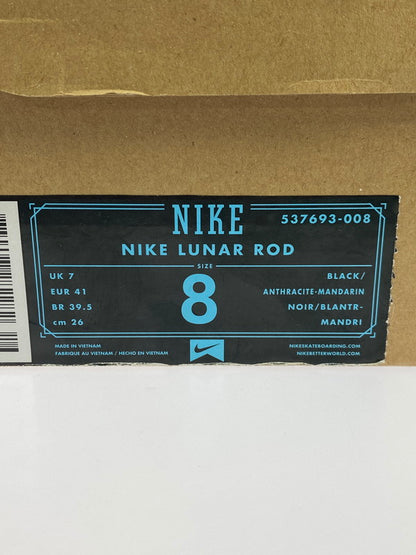 NIKE
537693-008
NIKE LUNAR ROD
SIZE
8
UK 7
EUR 41
BR 39.5
cm 26
BLACK/
ANTHRACITE-MANDARIN
NOIR/BLANTR-
MANDRI
MADE IN VIETNAM
FABRIQUE AU VIETNAM / HECHO EN VIETNAM
NIKESKATEBOARDING.COM
NIKEBETTERWORLD.COM